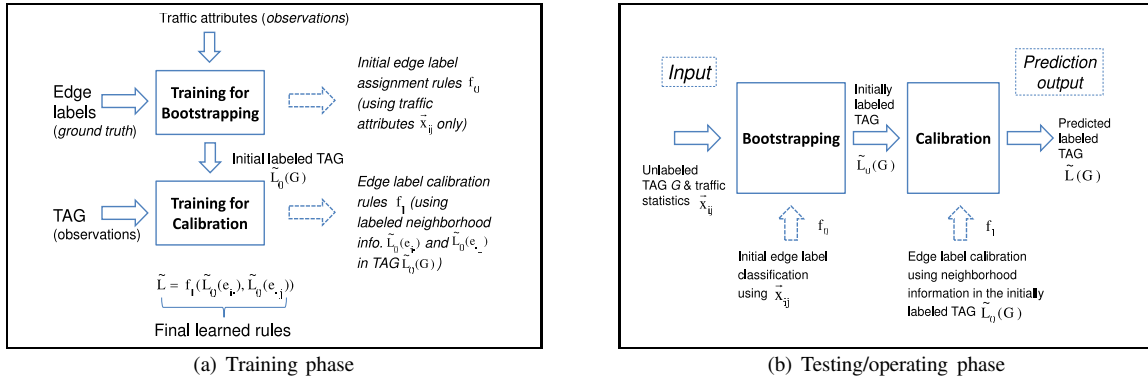 Traffic attributes (observations)
Edge
labels
(ground truth)
Training for
Bootstrapping
Initial edge label
assignment rules f₀
(using traffic
attributes x⃗ᵢⱼ only)
Initial labeled TAG
L̃₀(G)
TAG
(observations)
Training for
Calibration
Edge label calibration
rules f₁ (using
labeled neighborhood
info. L̃₀(eᵢ.) and L̃₀(e.ⱼ)
in TAG L̃₀(G))
L̃ = f₁(L̃₀(eᵢ.), L̃₀(e.ⱼ))
Final learned rules
(a) Training phase
Input
Prediction
output
Unlabeled
TAG G & traffic
statistics x⃗ᵢⱼ
Bootstrapping
Initially
labeled
TAG
L̃₀(G)
Calibration
Predicted
labeled
TAG
L̃(G)
f₀
Initial edge label
classification
using x⃗ᵢⱼ
f₁
Edge label calibration
using neighborhood
information in the initially
labeled TAG L̃₀(G)
(b) Testing/operating phase